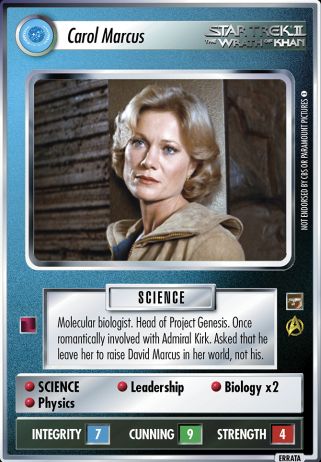 Carol Marcus
STAR TREK II
THE WRATH OF KHAN
NOT ENDORSED BY CBS OR PARAMOUNT PICTURES
SCIENCE
Molecular biologist. Head of Project Genesis. Once
romantically involved with Admiral Kirk. Asked that he
leave her to raise David Marcus in her world, not his.
SCIENCE
Leadership
Biology x2
Physics
INTEGRITY 7
CUNNING 9
STRENGTH 4
ERRATA